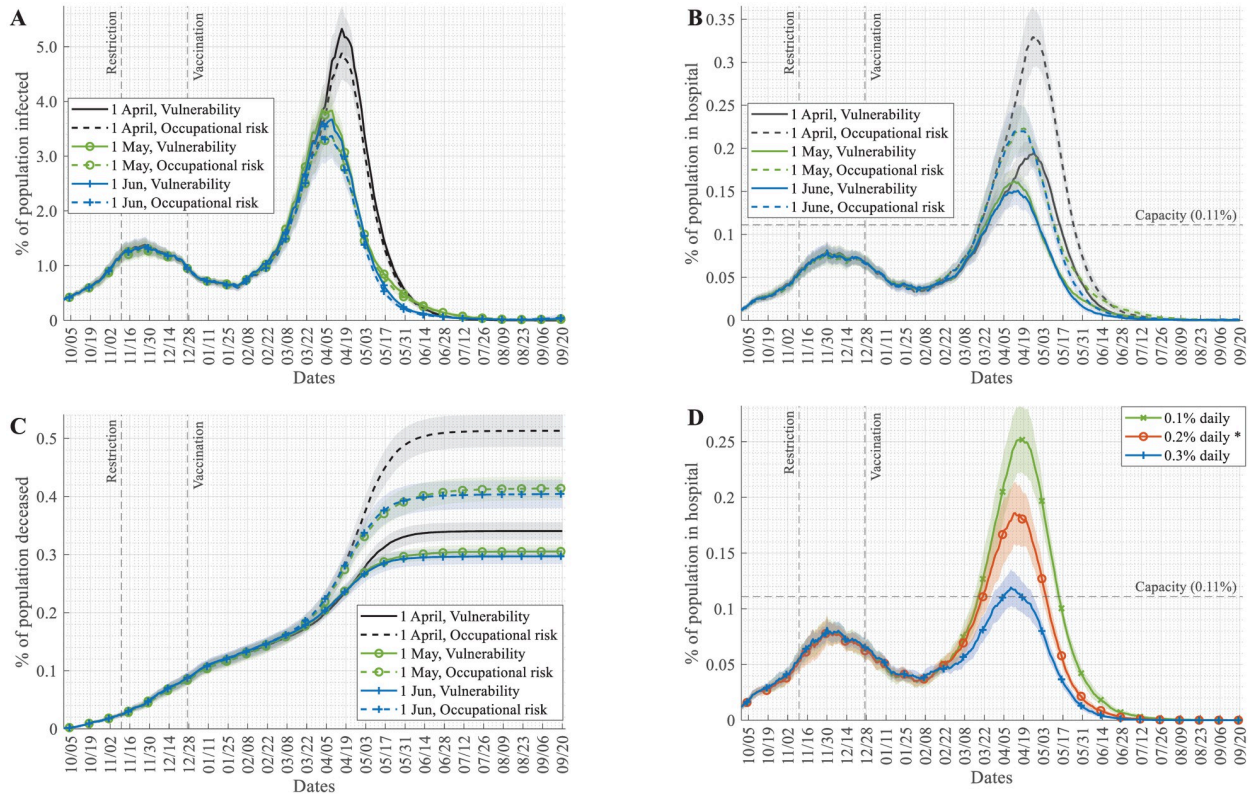 A
% of population infected
5.0
4.0
3.0
2.0
1.0
0.0
Restriction
Vaccination
1 April, Vulnerability
1 April, Occupational risk
1 May, Vulnerability
1 May, Occupational risk
1 Jun, Vulnerability
1 Jun, Occupational risk
10/05 10/19 11/02 11/16 11/30 12/14 12/28 01/11 01/25 02/08 02/22 03/08 03/22 04/05 04/19 05/03 05/17 05/31 06/14 06/28 07/12 07/26 08/09 08/23 09/06 09/20
Dates
B
% of population in hospital
0.35
0.3
0.25
0.2
0.15
0.1
0.05
0
Restriction
Vaccination
1 April, Vulnerability
1 April, Occupational risk
1 May, Vulnerability
1 May, Occupational risk
1 June, Vulnerability
1 June, Occupational risk
Capacity (0.11%)
10/05 10/19 11/02 11/16 11/30 12/14 12/28 01/11 01/25 02/08 02/22 03/08 03/22 04/05 04/19 05/03 05/17 05/31 06/14 06/28 07/12 07/26 08/09 08/23 09/06 09/20
Dates
C
% of population deceased
0.5
0.4
0.3
0.2
0.1
0
Restriction
Vaccination
1 April, Vulnerability
1 April, Occupational risk
1 May, Vulnerability
1 May, Occupational risk
1 Jun, Vulnerability
1 Jun, Occupational risk
10/05 10/19 11/02 11/16 11/30 12/14 12/28 01/11 01/25 02/08 02/22 03/08 03/22 04/05 04/19 05/03 05/17 05/31 06/14 06/28 07/12 07/26 08/09 08/23 09/06 09/20
Dates
D
% of population in hospital
0.25
0.2
0.15
0.1
0.05
0
Restriction
Vaccination
0.1% daily
0.2% daily *
0.3% daily
Capacity (0.11%)
10/05 10/19 11/02 11/16 11/30 12/14 12/28 01/11 01/25 02/08 02/22 03/08 03/22 04/05 04/19 05/03 05/17 05/31 06/14 06/28 07/12 07/26 08/09 08/23 09/06 09/20
Dates